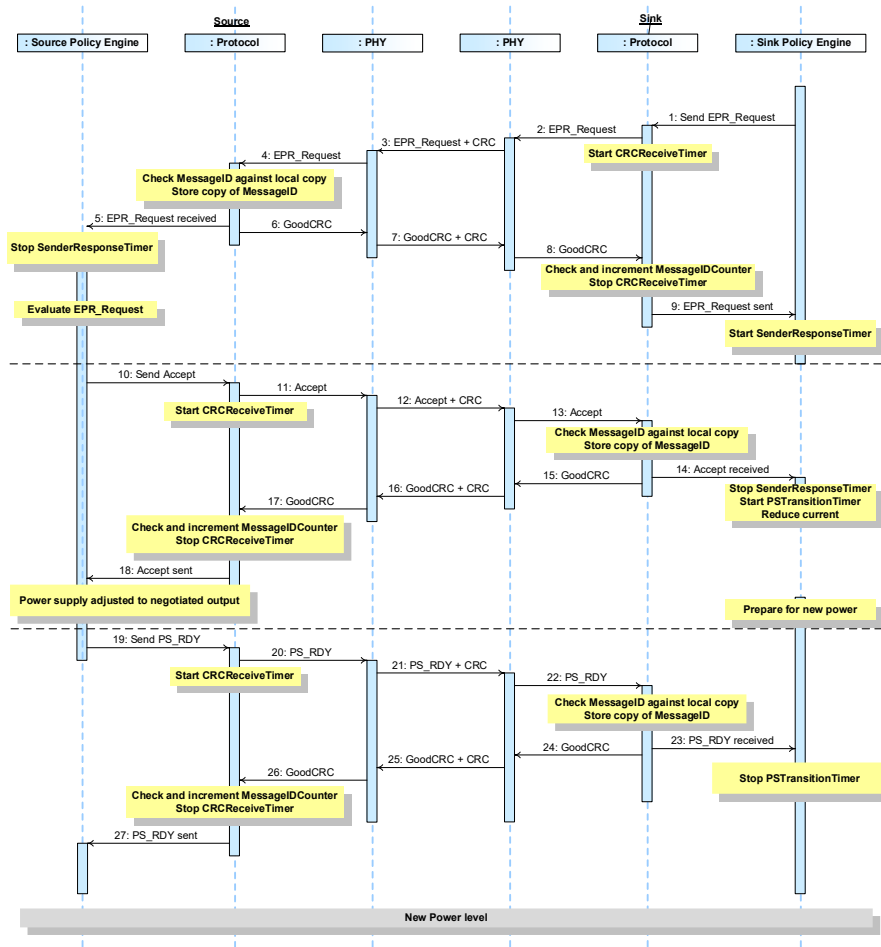 Source
Sink
: Source Policy Engine
: Protocol
: PHY
: PHY
: Protocol
: Sink Policy Engine
1: Send EPR_Request
2: EPR_Request
3: EPR_Request + CRC
Start CRCReceiveTimer
4: EPR_Request
Check MessageID against local copy
Store copy of MessageID
5: EPR_Request received
6: GoodCRC
Stop SenderResponseTimer
7: GoodCRC + CRC
8: GoodCRC
Check and increment MessageIDCounter
Stop CRCReceiveTimer
Evaluate EPR_Request
9: EPR_Request sent
Start SenderResponseTimer
10: Send Accept
11: Accept
Start CRCReceiveTimer
12: Accept + CRC
13: Accept
Check MessageID against local copy
Store copy of MessageID
14: Accept received
15: GoodCRC
16: GoodCRC + CRC
17: GoodCRC
Stop SenderResponseTimer
Start PSTransitionTimer
Reduce current
Check and increment MessageIDCounter
Stop CRCReceiveTimer
18: Accept sent
Power supply adjusted to negotiated output
Prepare for new power
19: Send PS_RDY
20: PS_RDY
Start CRCReceiveTimer
21: PS_RDY + CRC
22: PS_RDY
Check MessageID against local copy
Store copy of MessageID
23: PS_RDY received
24: GoodCRC
25: GoodCRC + CRC
26: GoodCRC
Stop PSTransitionTimer
Check and increment MessageIDCounter
Stop CRCReceiveTimer
27: PS_RDY sent
New Power level